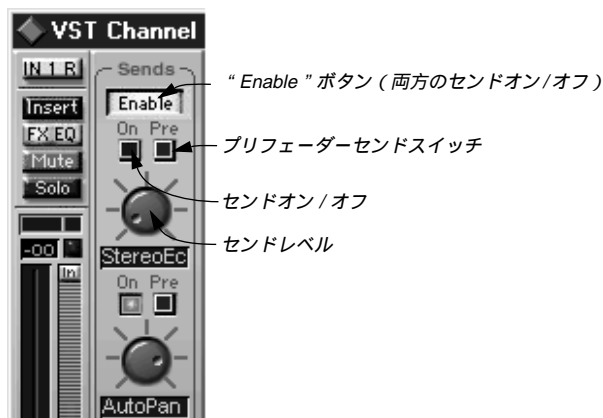 VST Channel
IN 1 R
Sends
Insert
Enable
FX EQ
On Pre
Mute
Solo
-oo
StereoEc
In
On Pre
AutoPan
“ Enable ” ボタン ( 両方のセンドオン / オフ )
プリフェーダーセンドスイッチ
センドオン / オフ
センドレベル